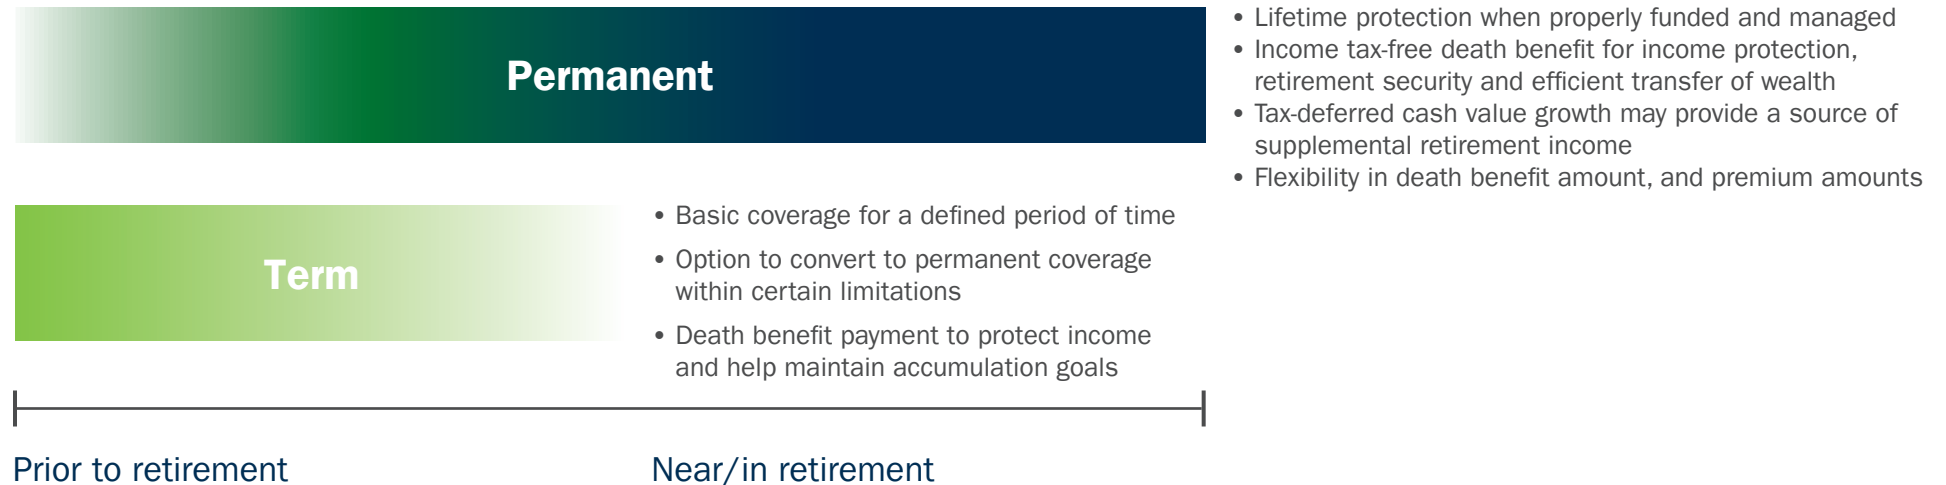 Permanent
• Lifetime protection when properly funded and managed
• Income tax-free death benefit for income protection,
retirement security and efficient transfer of wealth
• Tax-deferred cash value growth may provide a source of
supplemental retirement income
• Flexibility in death benefit amount, and premium amounts
Term
• Basic coverage for a defined period of time
• Option to convert to permanent coverage
within certain limitations
• Death benefit payment to protect income
and help maintain accumulation goals
Prior to retirement
Near/in retirement